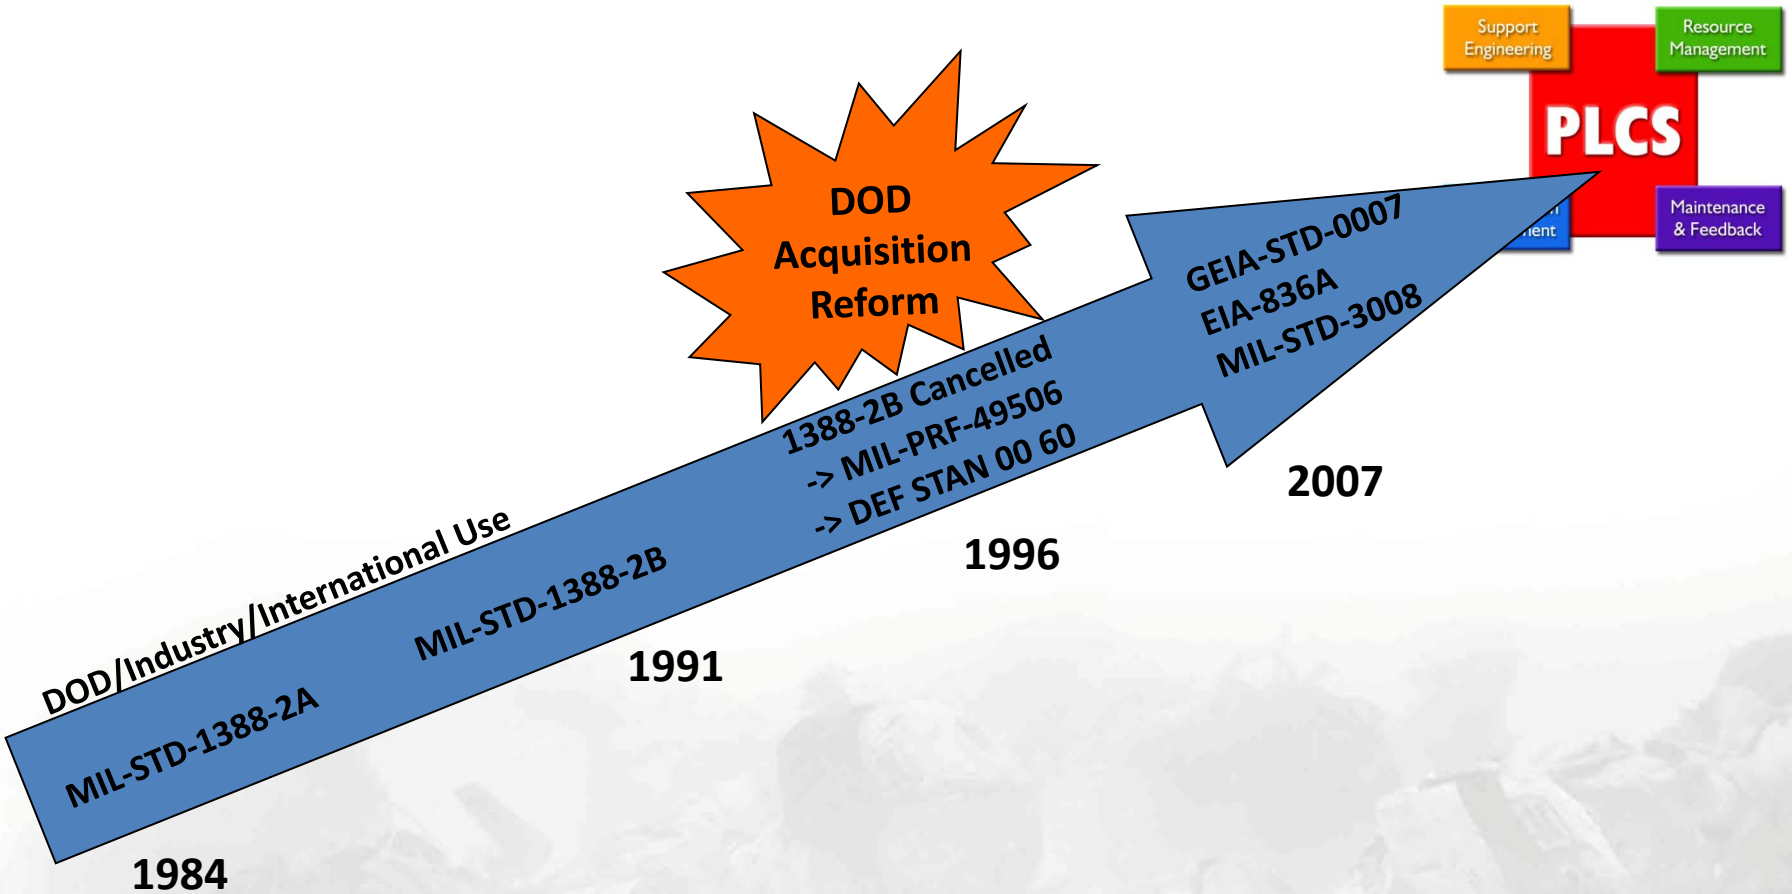 Support
Engineering
Resource
Management
PLCS
Maintenance
& Feedback
DOD
Acquisition
Reform
GEIA-STD-0007
EIA-836A
MIL-STD-3008
2007
1388-2B Cancelled
-> MIL-PRF-49506
-> DEF STAN 00 60
1996
DOD/Industry/International Use
MIL-STD-1388-2B
1991
MIL-STD-1388-2A
1984